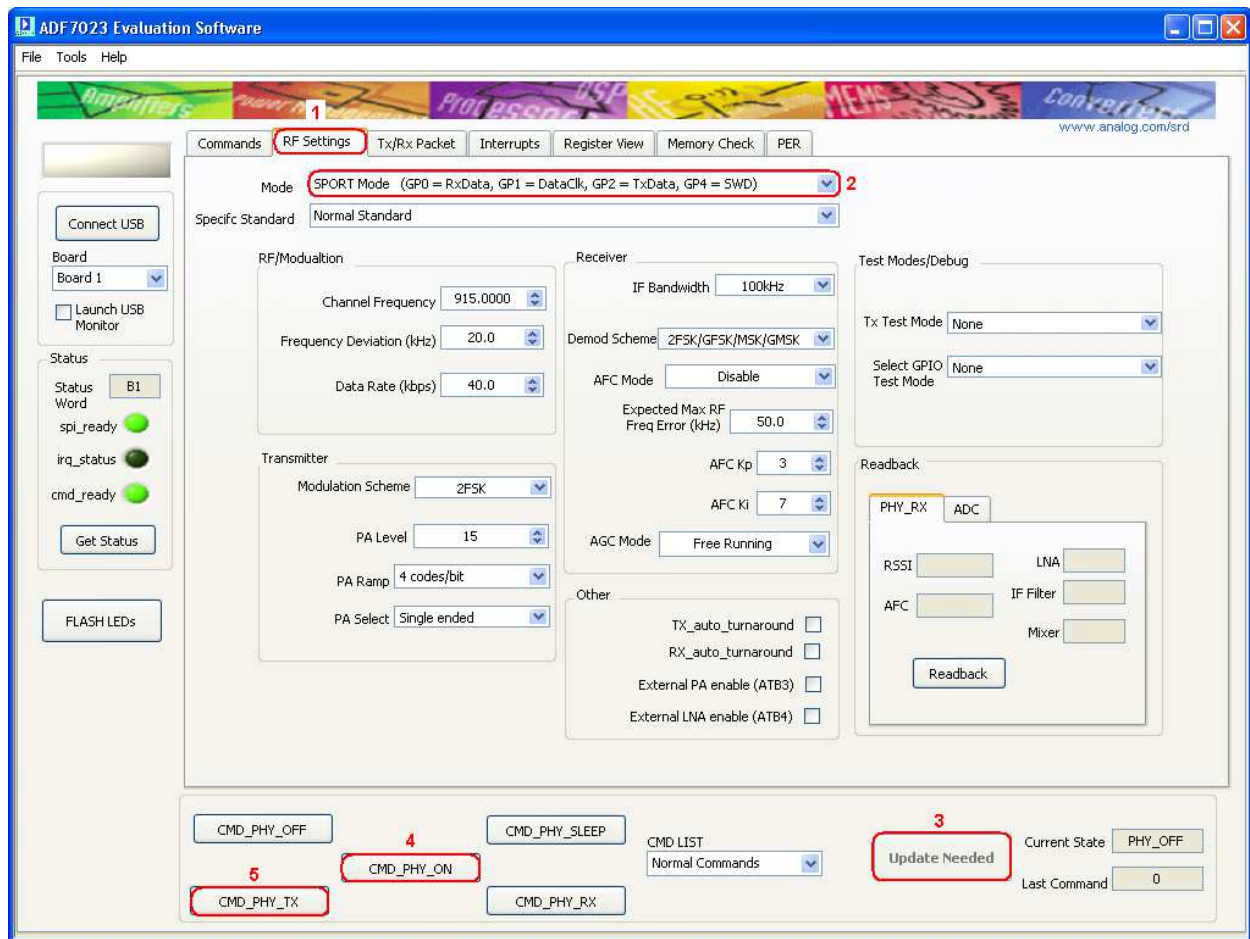 ADF7023 Evaluation Software
File Tools Help
Amplifiers Power Processors DSP RF MEMS Converters
www.analog.com/srd
1
Commands RF Settings Tx/Rx Packet Interrupts Register View Memory Check PER
Mode SPORT Mode (GP0 = RxData, GP1 = DataClk, GP2 = TxData, GP4 = SWD) 2
Specifc Standard Normal Standard
Connect USB
Board
Board 1
Launch USB
Monitor
Status
Status
Word
B1
spi_ready
irq_status
cmd_ready
Get Status
FLASH LEDs
RF/Modualtion
Channel Frequency 915.0000
Frequency Deviation (kHz) 20.0
Data Rate (kbps) 40.0
Transmitter
Modulation Scheme 2FSK
PA Level 15
PA Ramp 4 codes/bit
PA Select Single ended
Receiver
IF Bandwidth 100kHz
Demod Scheme 2FSK/GFSK/MSK/GMSK
AFC Mode Disable
Expected Max RF
Freq Error (kHz) 50.0
AFC Kp 3
AFC Ki 7
AGC Mode Free Running
Other
TX_auto_turnaround
RX_auto_turnaround
External PA enable (ATB3)
External LNA enable (ATB4)
Test Modes/Debug
Tx Test Mode None
Select GPIO
Test Mode
None
Readback
PHY_RX ADC
RSSI LNA
AFC IF Filter
Mixer
Readback
CMD_PHY_OFF
4
CMD_PHY_ON
5
CMD_PHY_TX
CMD_PHY_SLEEP
CMD_PHY_RX
CMD LIST
Normal Commands
3
Update Needed
Current State PHY_OFF
Last Command 0